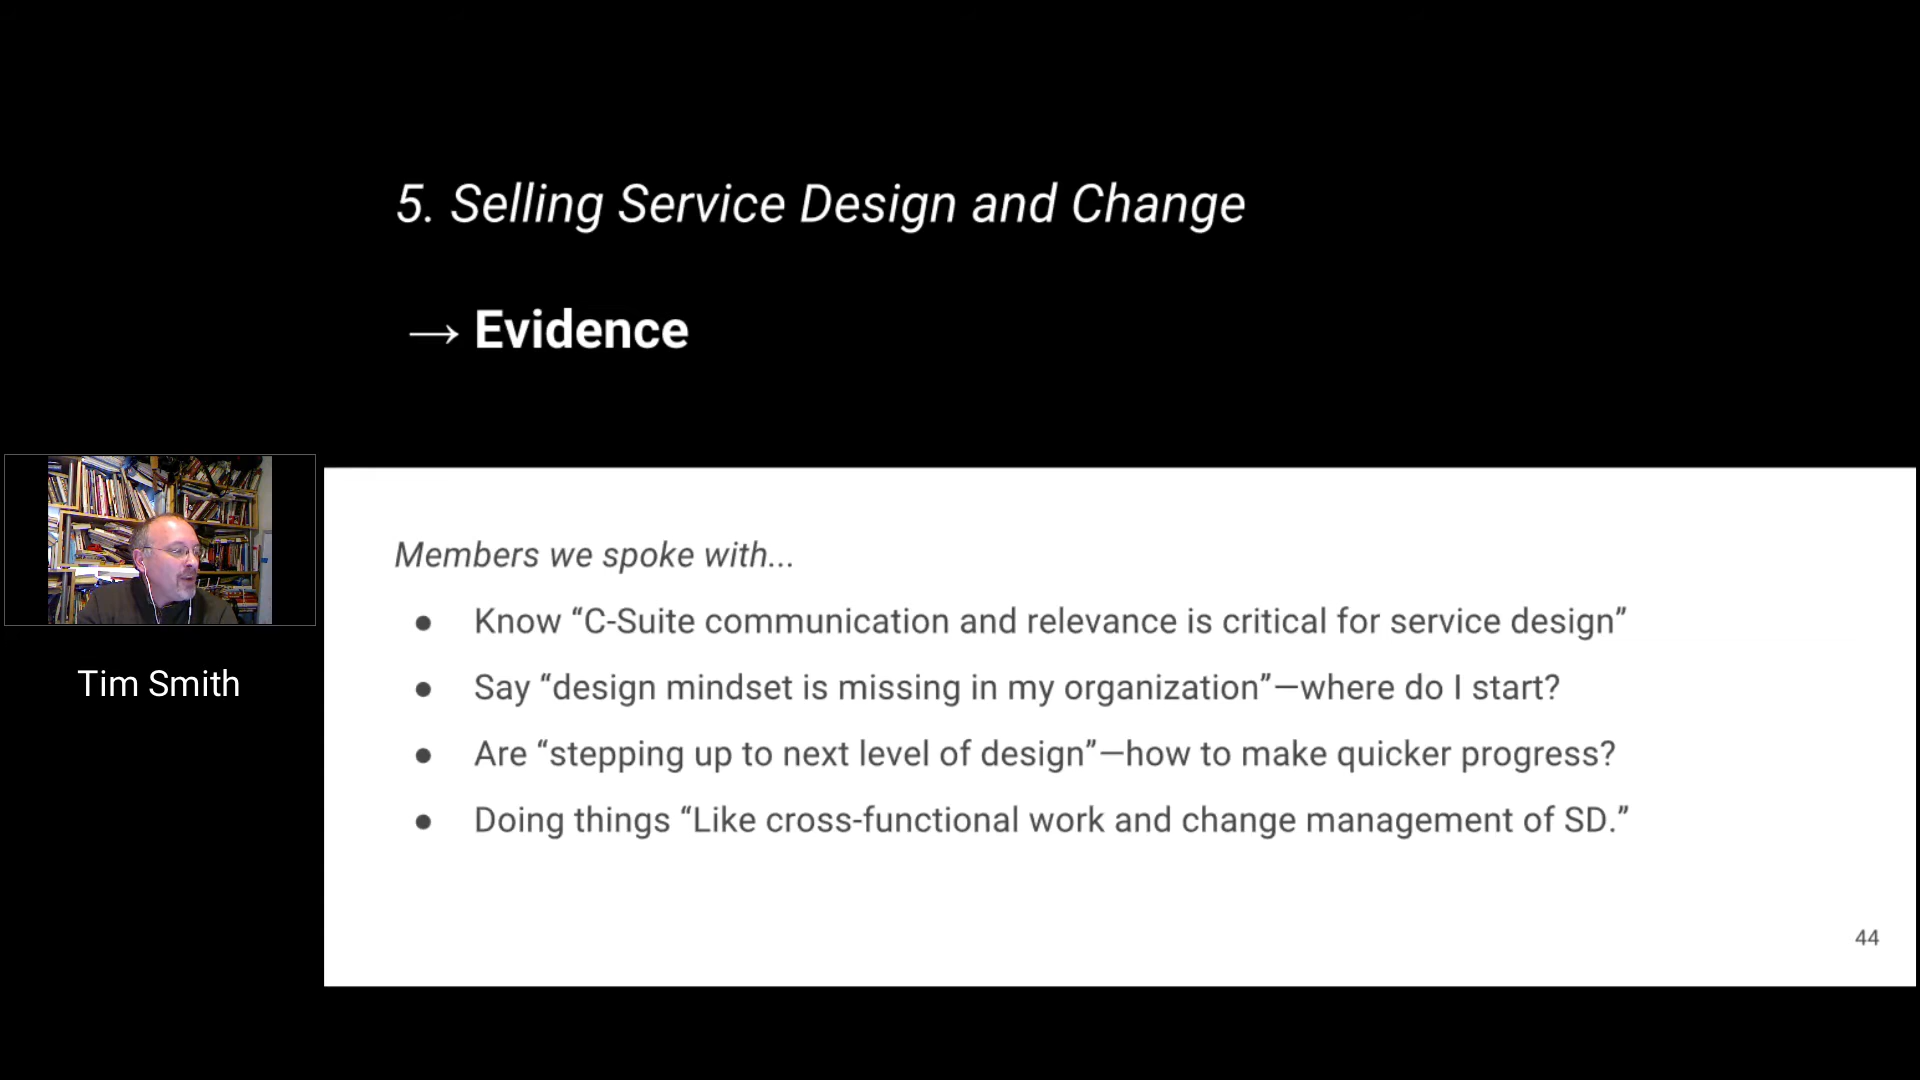 5. Selling Service Design and Change
→ Evidence
Tim Smith
Members we spoke with...
● Know “C-Suite communication and relevance is critical for service design”
● Say “design mindset is missing in my organization”—where do I start?
● Are “stepping up to next level of design”—how to make quicker progress?
● Doing things “Like cross-functional work and change management of SD.”
44